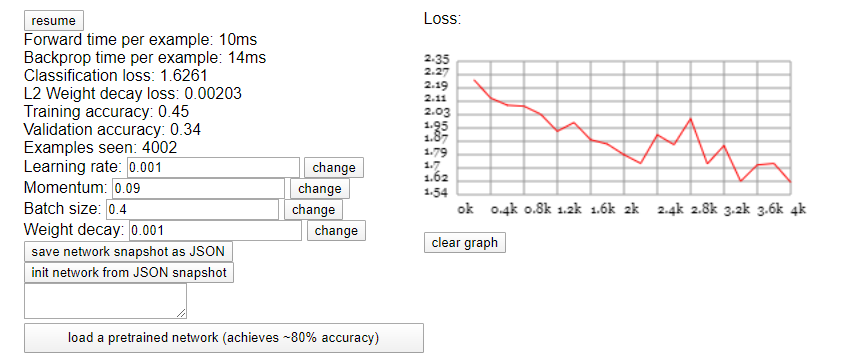 resume
Forward time per example: 10ms
Backprop time per example: 14ms
Classification loss: 1.6261
L2 Weight decay loss: 0.00203
Training accuracy: 0.45
Validation accuracy: 0.34
Examples seen: 4002
Learning rate: 0.001 change
Momentum: 0.09 change
Batch size: 0.4 change
Weight decay: 0.001 change
save network snapshot as JSON
init network from JSON snapshot
load a pretrained network (achieves ~80% accuracy)
Loss:
2.35
2.27
2.19
2.11
2.03
1.95
1.87
1.79
1.7
1.62
1.54
0k 0.4k 0.8k 1.2k 1.6k 2k 2.4k 2.8k 3.2k 3.6k 4k
clear graph